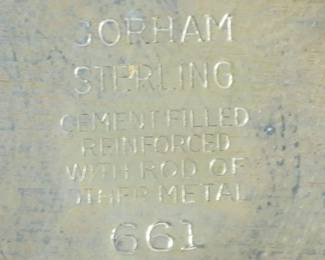 GORHAM
STERLING
CEMENT FILLED
REINFORCED
WITH ROD OF
OTHER METAL
661